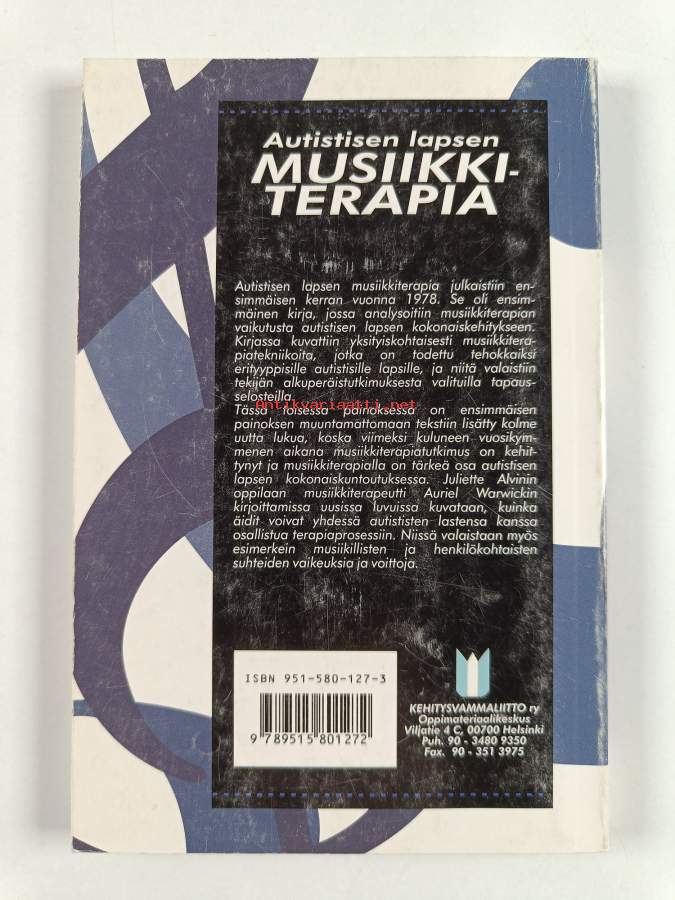 Autistisen lapsen
MUSIIKKI-
TERAPIA
Autistisen lapsen musiikkiterapia julkaistiin en-
simmäisen kerran vuonna 1978. Se oli ensim-
mäinen kirja, jossa analysoitiin musiikkiterapian
vaikutusta autistisen lapsen kokonaiskehitykseen.
Kirjassa kuvattiin yksityiskohtaisesti musiikkitera-
piatekniikoita, jotka on todettu tehokkaiksi
erityyppisille autistisille lapsille, ja niitä valaistiin
tekijän alkuperäistutkimuksesta valituilla tapaus-
selosteilla.
Antikvariaatti.net
Tässä toisessa painoksessa on ensimmäisen
painoksen muuntamattomaan tekstiin lisätty kolme
uutta lukua, koska viimeksi kuluneen vuosikym-
menen aikana musiikkiterapiatutkimus on kehit-
tynyt ja musiikkiterapialla on tärkeä osa autistisen
lapsen kokonaiskuntoutuksessa. Juliette Alvinin
oppilaan musiikkiterapeutti Auriel Warwickin
kirjoittamissa uusissa luvuissa kuvataan, kuinka
äidit voivat yhdessä autististen lastensa kanssa
osallistua terapiaprosessiin. Niissä valaistaan myös
esimerkein musiikillisten ja henkilökohtaisten
suhteiden vaikeuksia ja voittoja.
ISBN 951-580-127-3
9 789515 801272
KEHITYSVAMMALIITTO ry
Oppimateriaalikeskus
Viljatie 4 C, 00700 Helsinki
Puh. 90 - 3480 9350
Fax. 90 - 351 3975